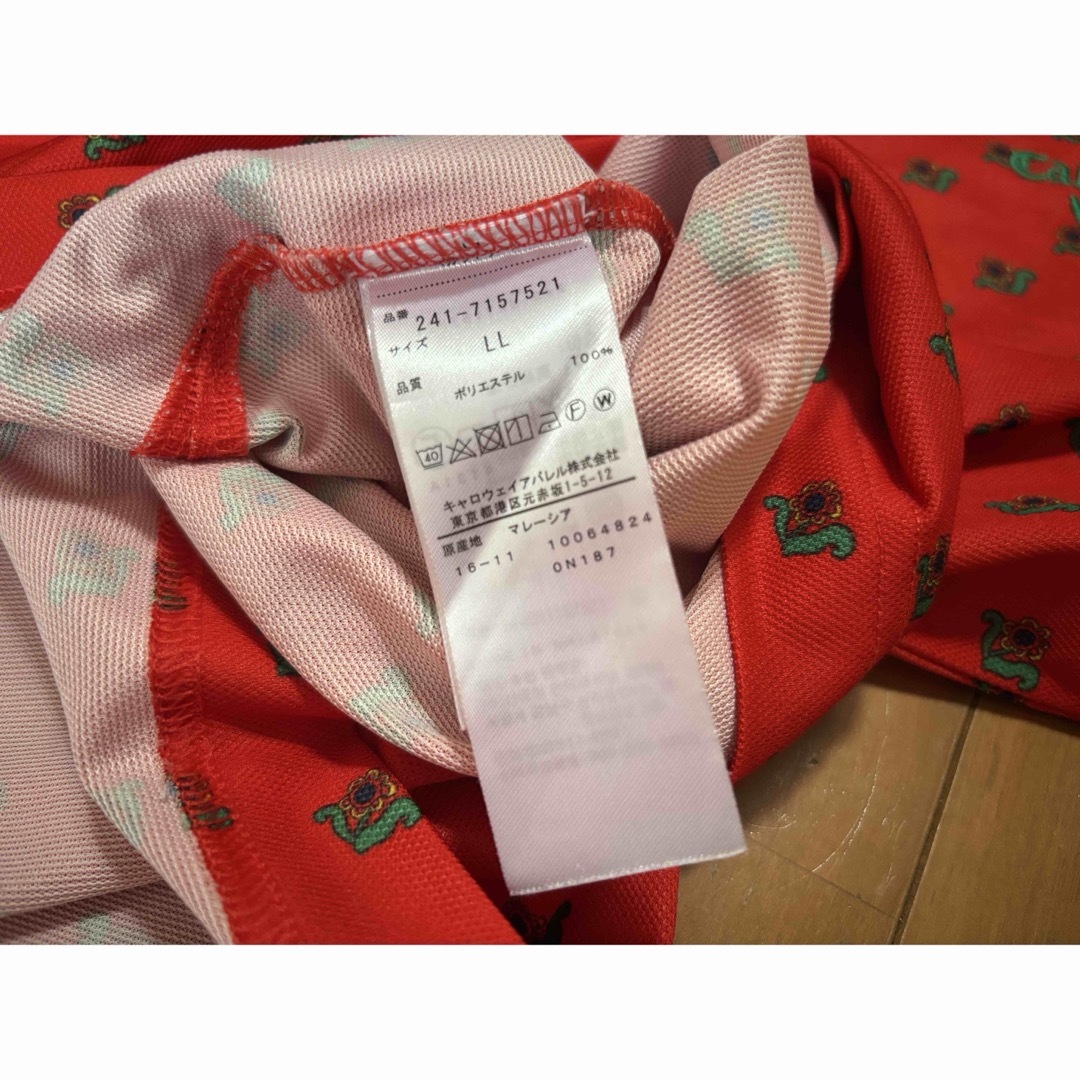 品番 241-7157521
サイズ LL
品質 ポリエステル 100%
40 F W
キャロウェイアパレル株式会社
東京都港区元赤坂1-5-12
原産地 マレーシア
16-11 10064824
0N187